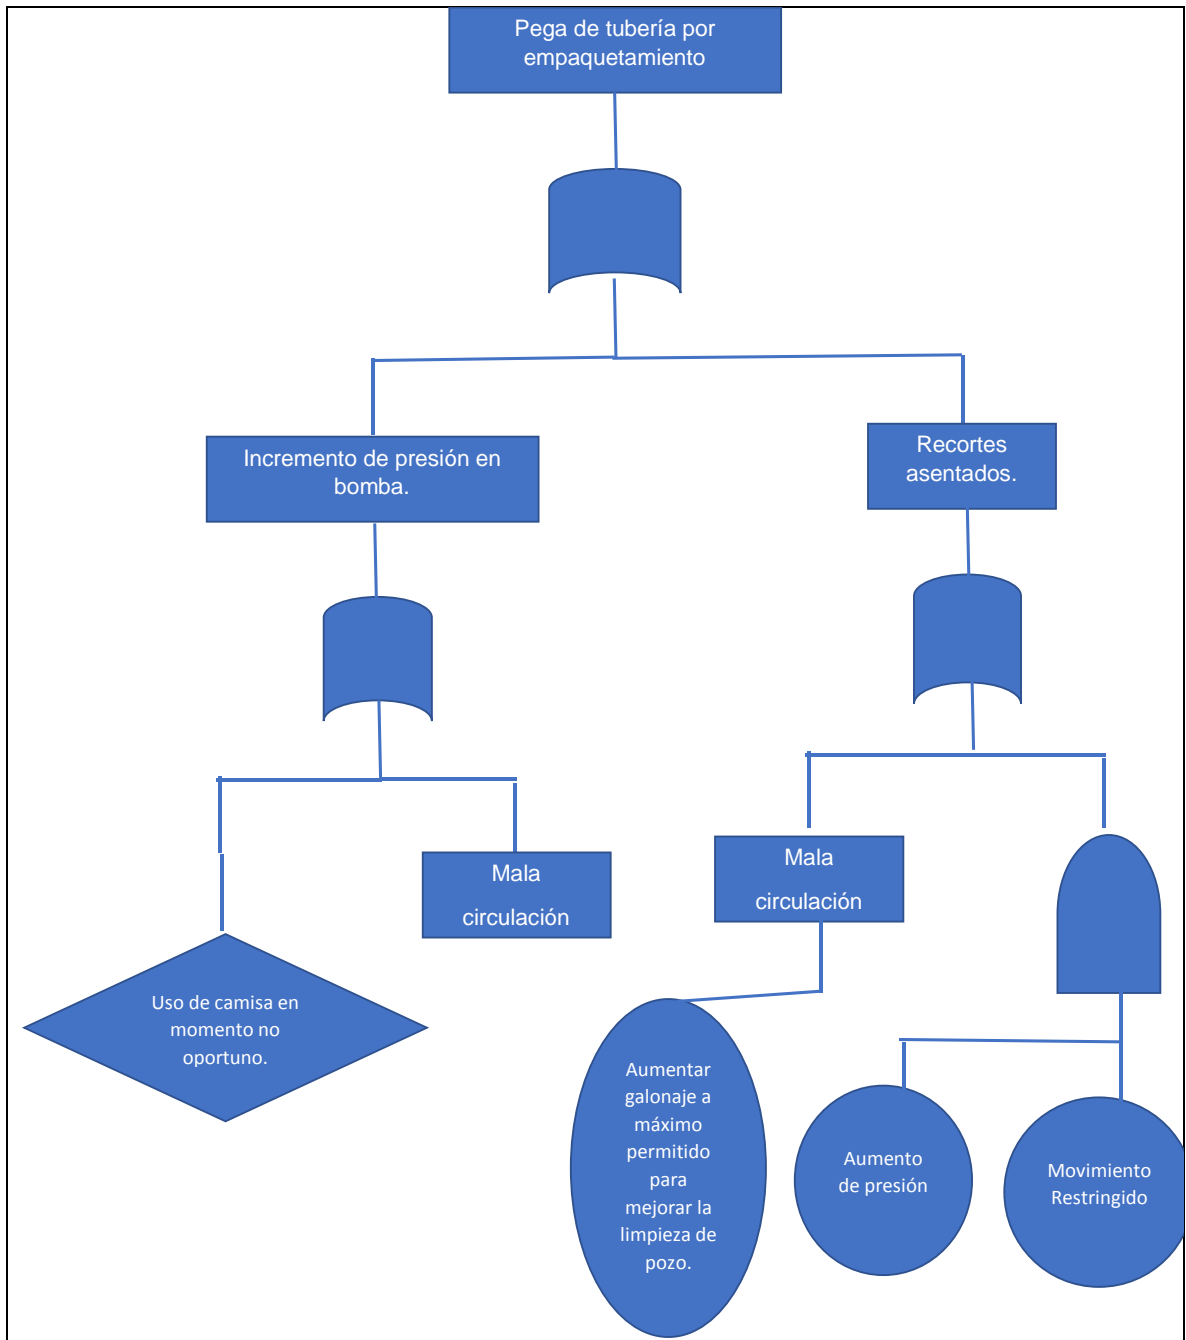 Pega de tubería por
empaquetamiento
Incremento de presión en
bomba.
Recortes
asentados.
Mala
circulación
Mala
circulación
Uso de camisa en
momento no
oportuno.
Aumentar
galonaje a
máximo
permitido
para
mejorar la
limpieza de
pozo.
Aumento
de presión
Movimiento
Restringido